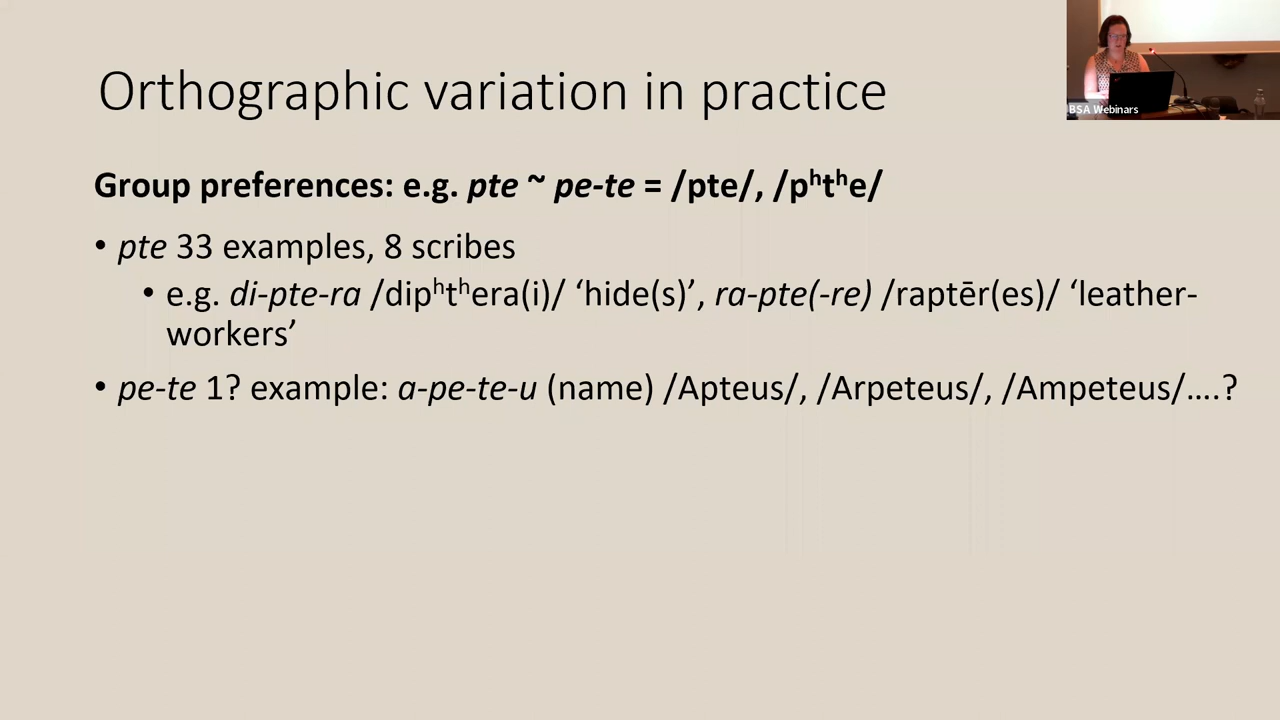 Orthographic variation in practice
BSA Webinars
Group preferences: e.g. pte ~ pe-te = /pte/, /pʰtʰe/
• pte 33 examples, 8 scribes
• e.g. di-pte-ra /dipʰtʰera(i)/ ‘hide(s)’, ra-pte(-re) /raptēr(es)/ ‘leather-
workers’
• pe-te 1? example: a-pe-te-u (name) /Apteus/, /Arpeteus/, /Ampeteus/….?